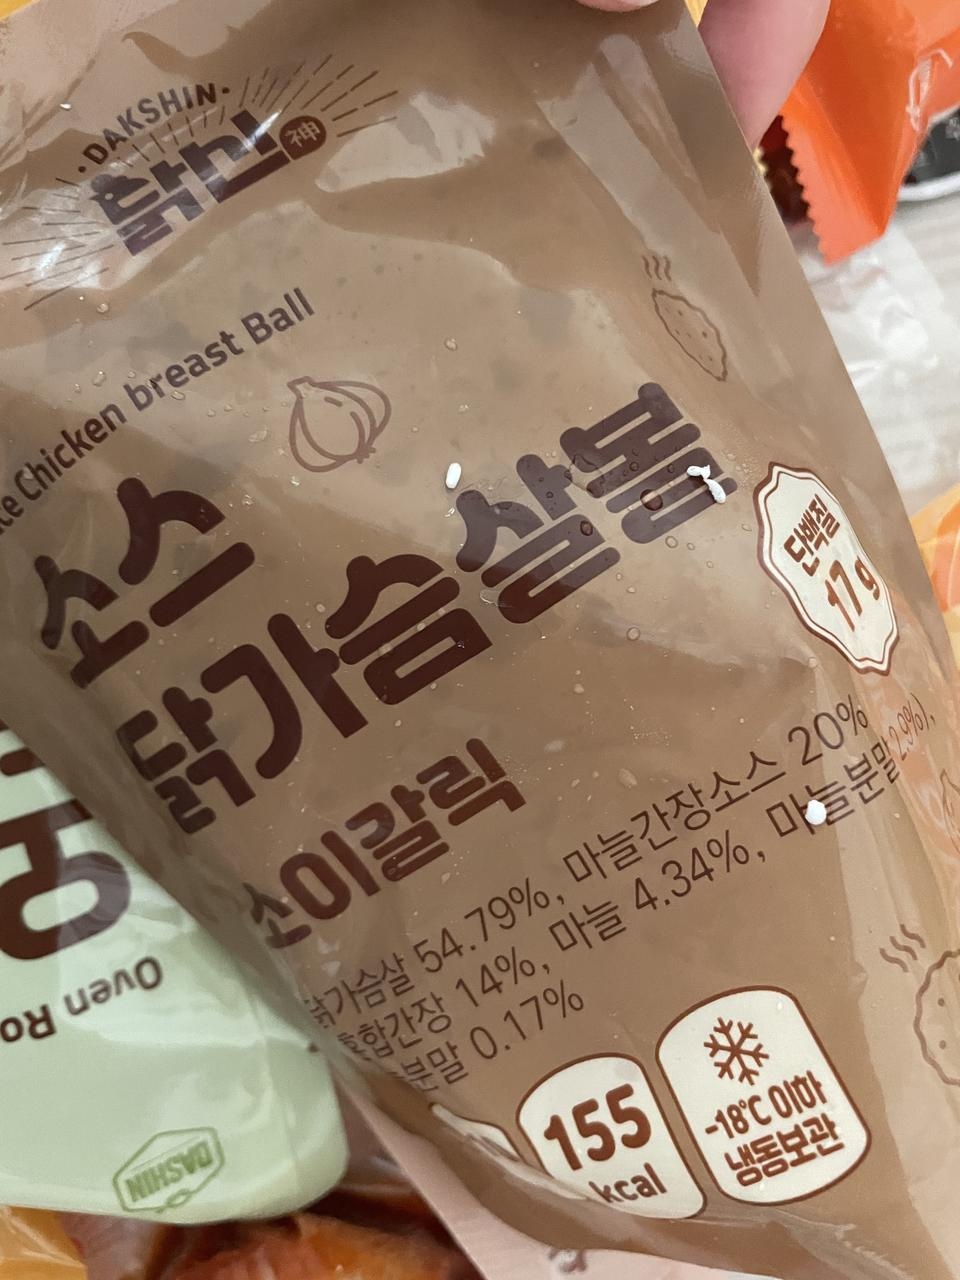 ·DAKSHIN·
닭신 神
Chicken breast Ball
소스
닭가슴살볼
단백질
17g
소이갈릭
닭가슴살 54.79%, 마늘간장소스 20%
혼합간장 14%, 마늘 4.34%, 마늘분말 2.9%),
분말 0.17%
155
kcal
-18℃ 이하
냉동보관
Oven Ro
DASHIN